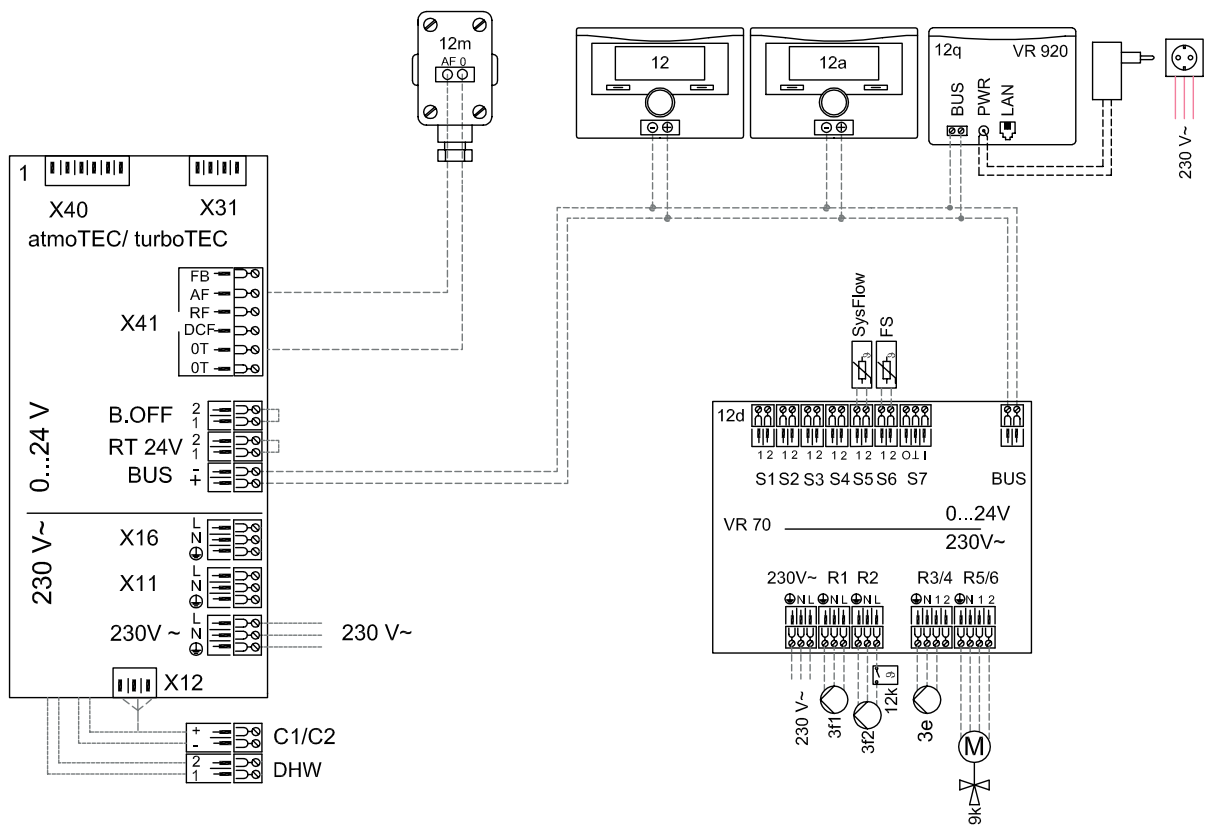 12m
AF 0
12
12a
12q
VR 920
BUS
PWR
LAN
230 V~
1
X40
X31
atmoTEC/ turboTEC
X41
FB
AF
RF
DCF
0T
0T
0...24 V
B.OFF
2
1
RT 24V
2
1
BUS
-
+
230 V~
X16
L
N
X11
L
N
230V ~
L
N
230 V~
X12
+
-
C1/C2
2
1
DHW
SysFlow
FS
12d
1 2 1 2 1 2 1 2 1 2 1 2 O⊥I
S1 S2 S3 S4 S5 S6 S7
BUS
VR 70
0...24V
230V~
230V~ R1 R2 R3/4 R5/6
N L N L N L N 1 2 N 1 2
230 V~
3f1
3f2
12k
3e
M
9k